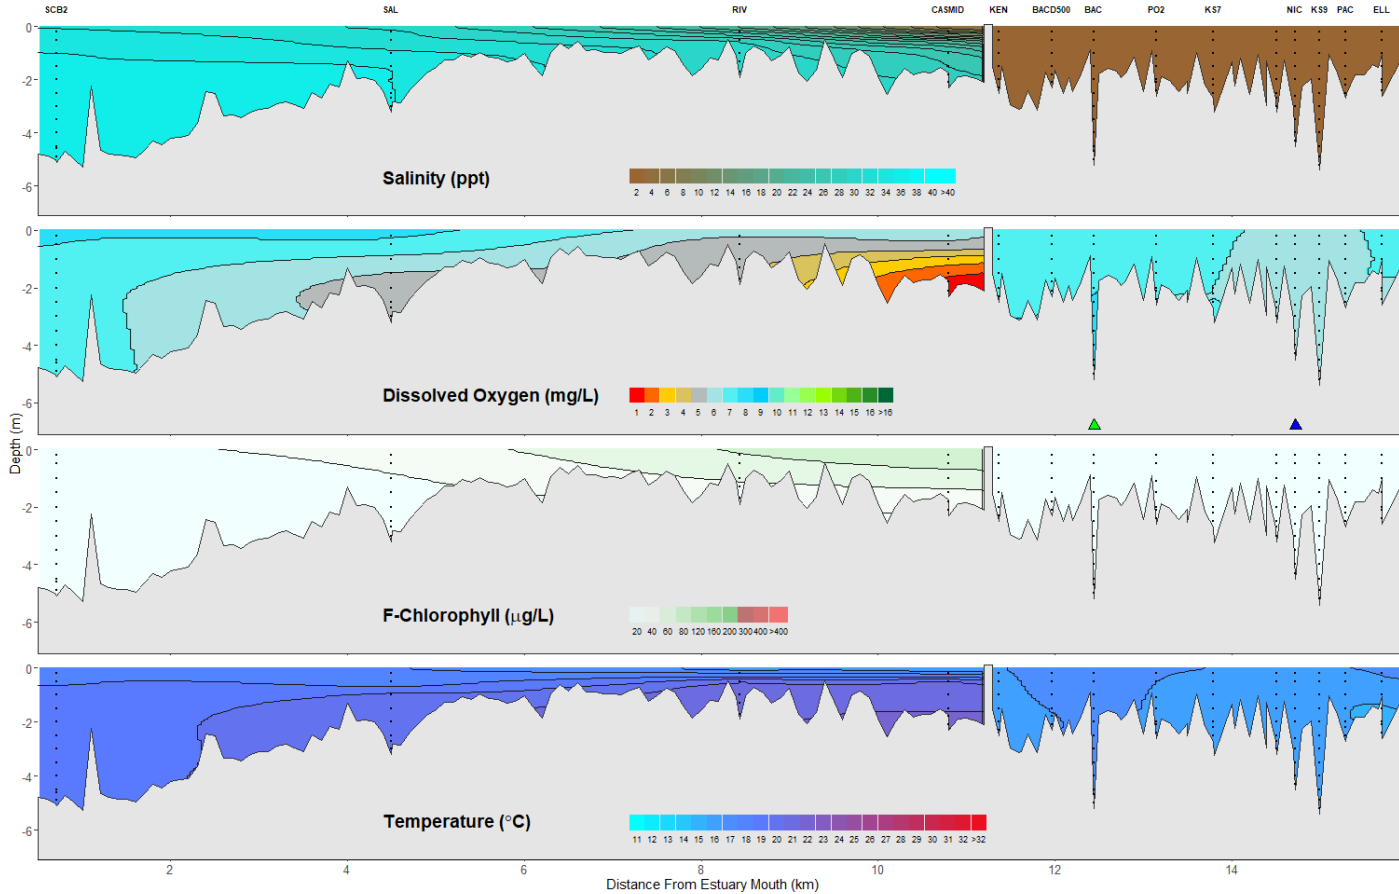 SCB2 SAL RIV CASMID KEN BACD500 BAC PO2 KS7 NIC KS9 PAC ELL
0
-2
-4
-6
Salinity (ppt)
2 4 6 8 10 12 14 16 18 20 22 24 26 28 30 32 34 36 38 40 >40
0
-2
-4
-6
Dissolved Oxygen (mg/L)
1 2 3 4 5 6 7 8 9 10 11 12 13 14 15 16 >16
Depth (m)
0
-2
-4
-6
F-Chlorophyll (μg/L)
20 40 60 80 120 160 200 300 400 >400
0
-2
-4
-6
Temperature (°C)
11 12 13 14 15 16 17 18 19 20 21 22 23 24 25 26 27 28 29 30 31 32 >32
2 4 6 8 10 12 14
Distance From Estuary Mouth (km)